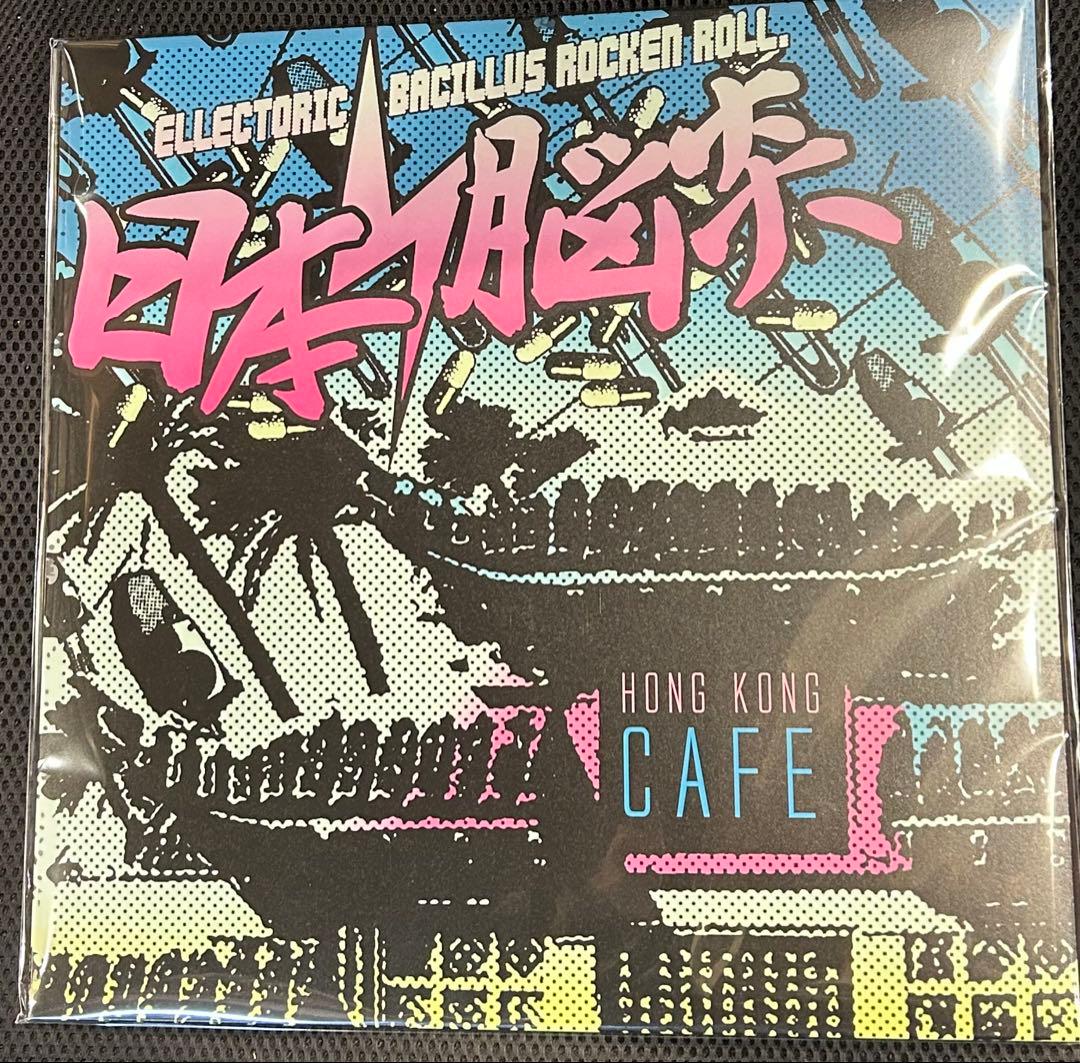 ELLECTORIC BACILLUS ROCKEN ROLL.
日本脳炎
HONG KONG
CAFE